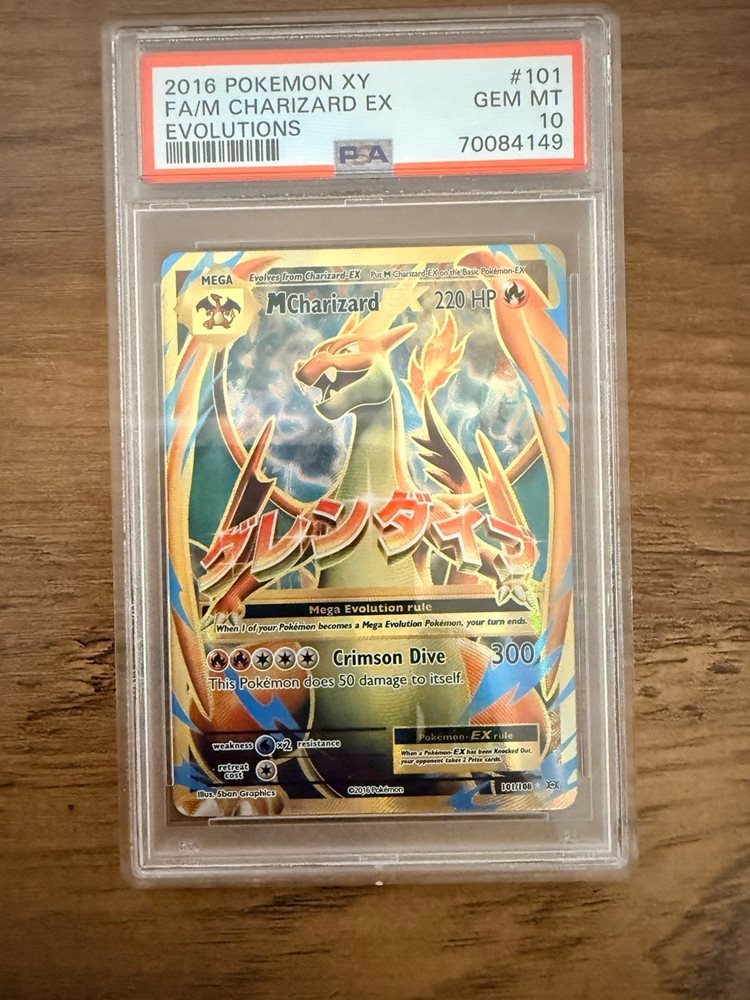 2016 POKEMON XY #101
FA/M CHARIZARD EX GEM MT
EVOLUTIONS 10
PSA 70084149
MEGA Evolves from Charizard-EX Put M Charizard-EX on the Basic Pokémon-EX
MCharizard EX 220 HP
グレンダイブ
Mega Evolution rule
When 1 of your Pokémon becomes a Mega Evolution Pokémon, your turn ends.
Crimson Dive 300
This Pokémon does 50 damage to itself.
weakness ×2 resistance
retreat
cost
Pokémon-EX rule
When a Pokémon-EX has been Knocked Out,
your opponent takes 2 Prize cards.
Illus. 5ban Graphics ©2016 Pokémon 101/108